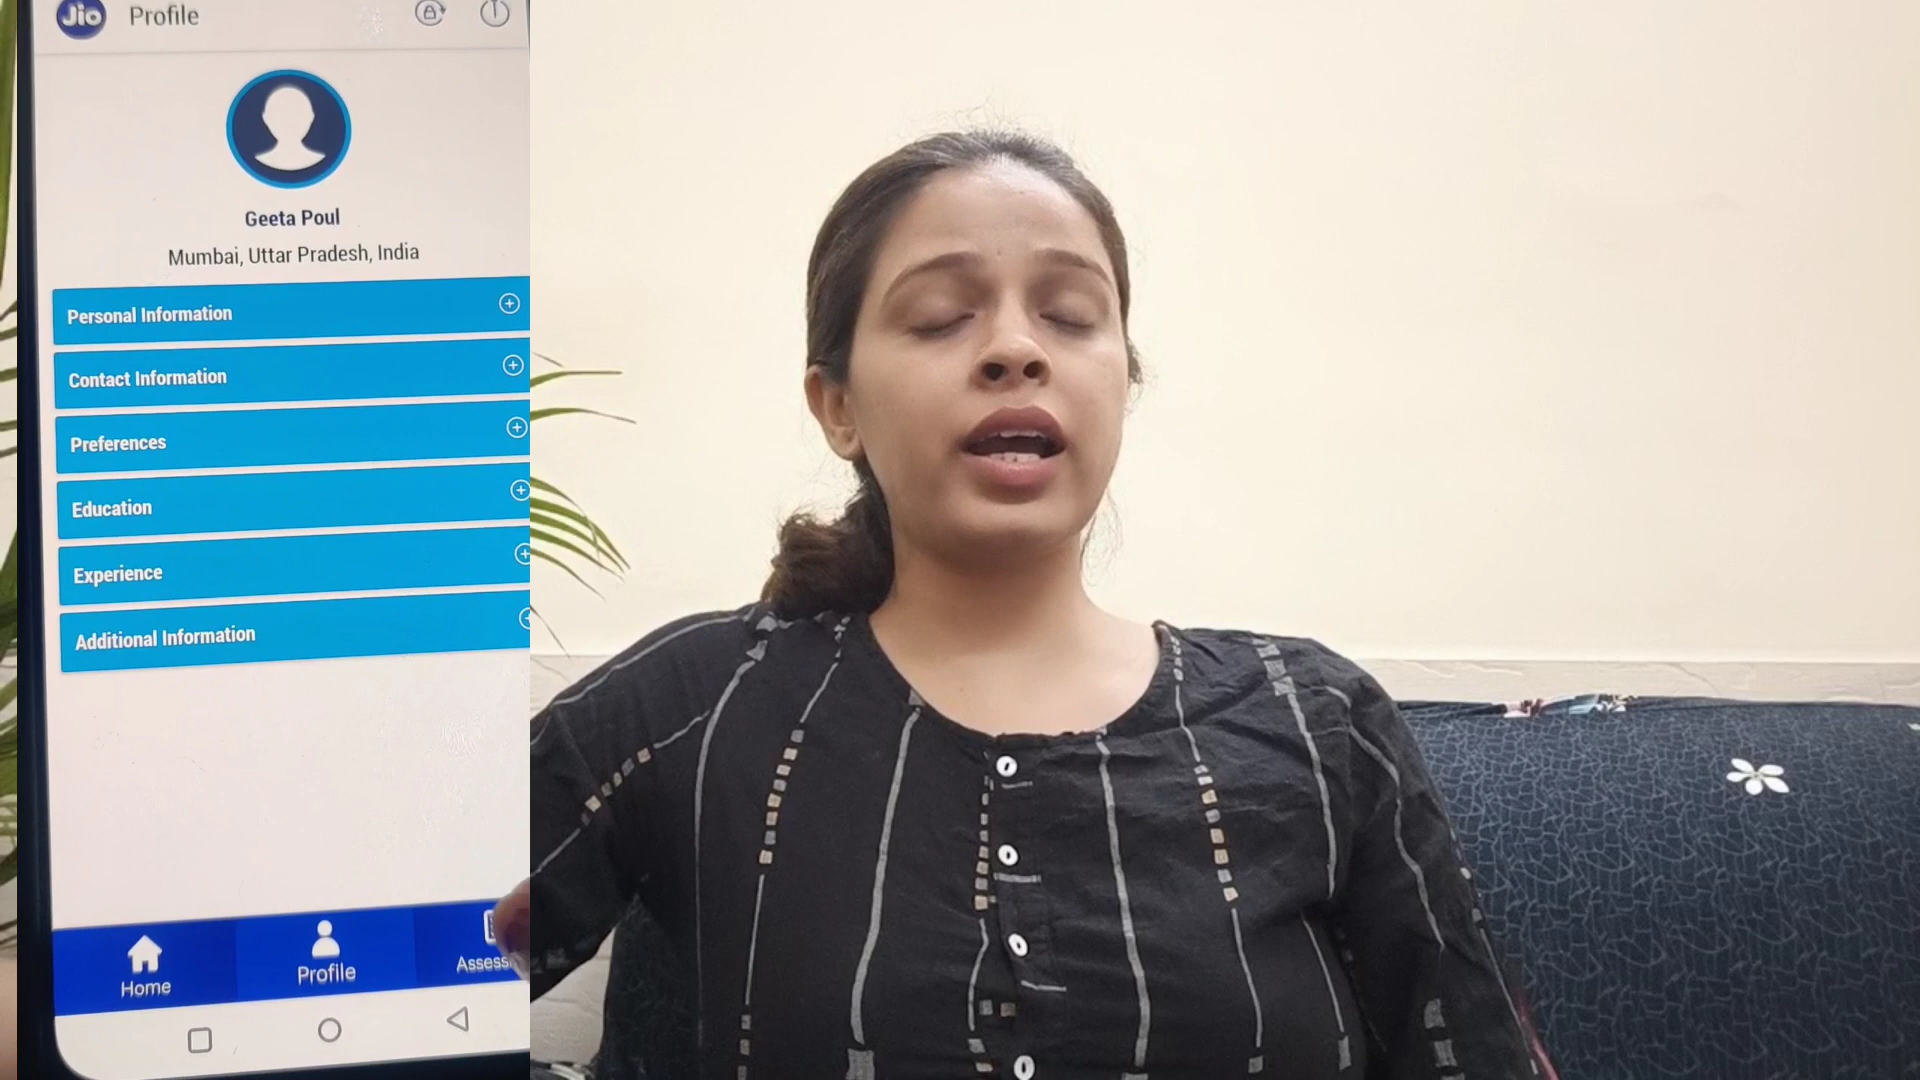 Jio Profile
Geeta Poul
Mumbai, Uttar Pradesh, India
Personal Information
Contact Information
Preferences
Education
Experience
Additional Information
Home
Profile
Assess